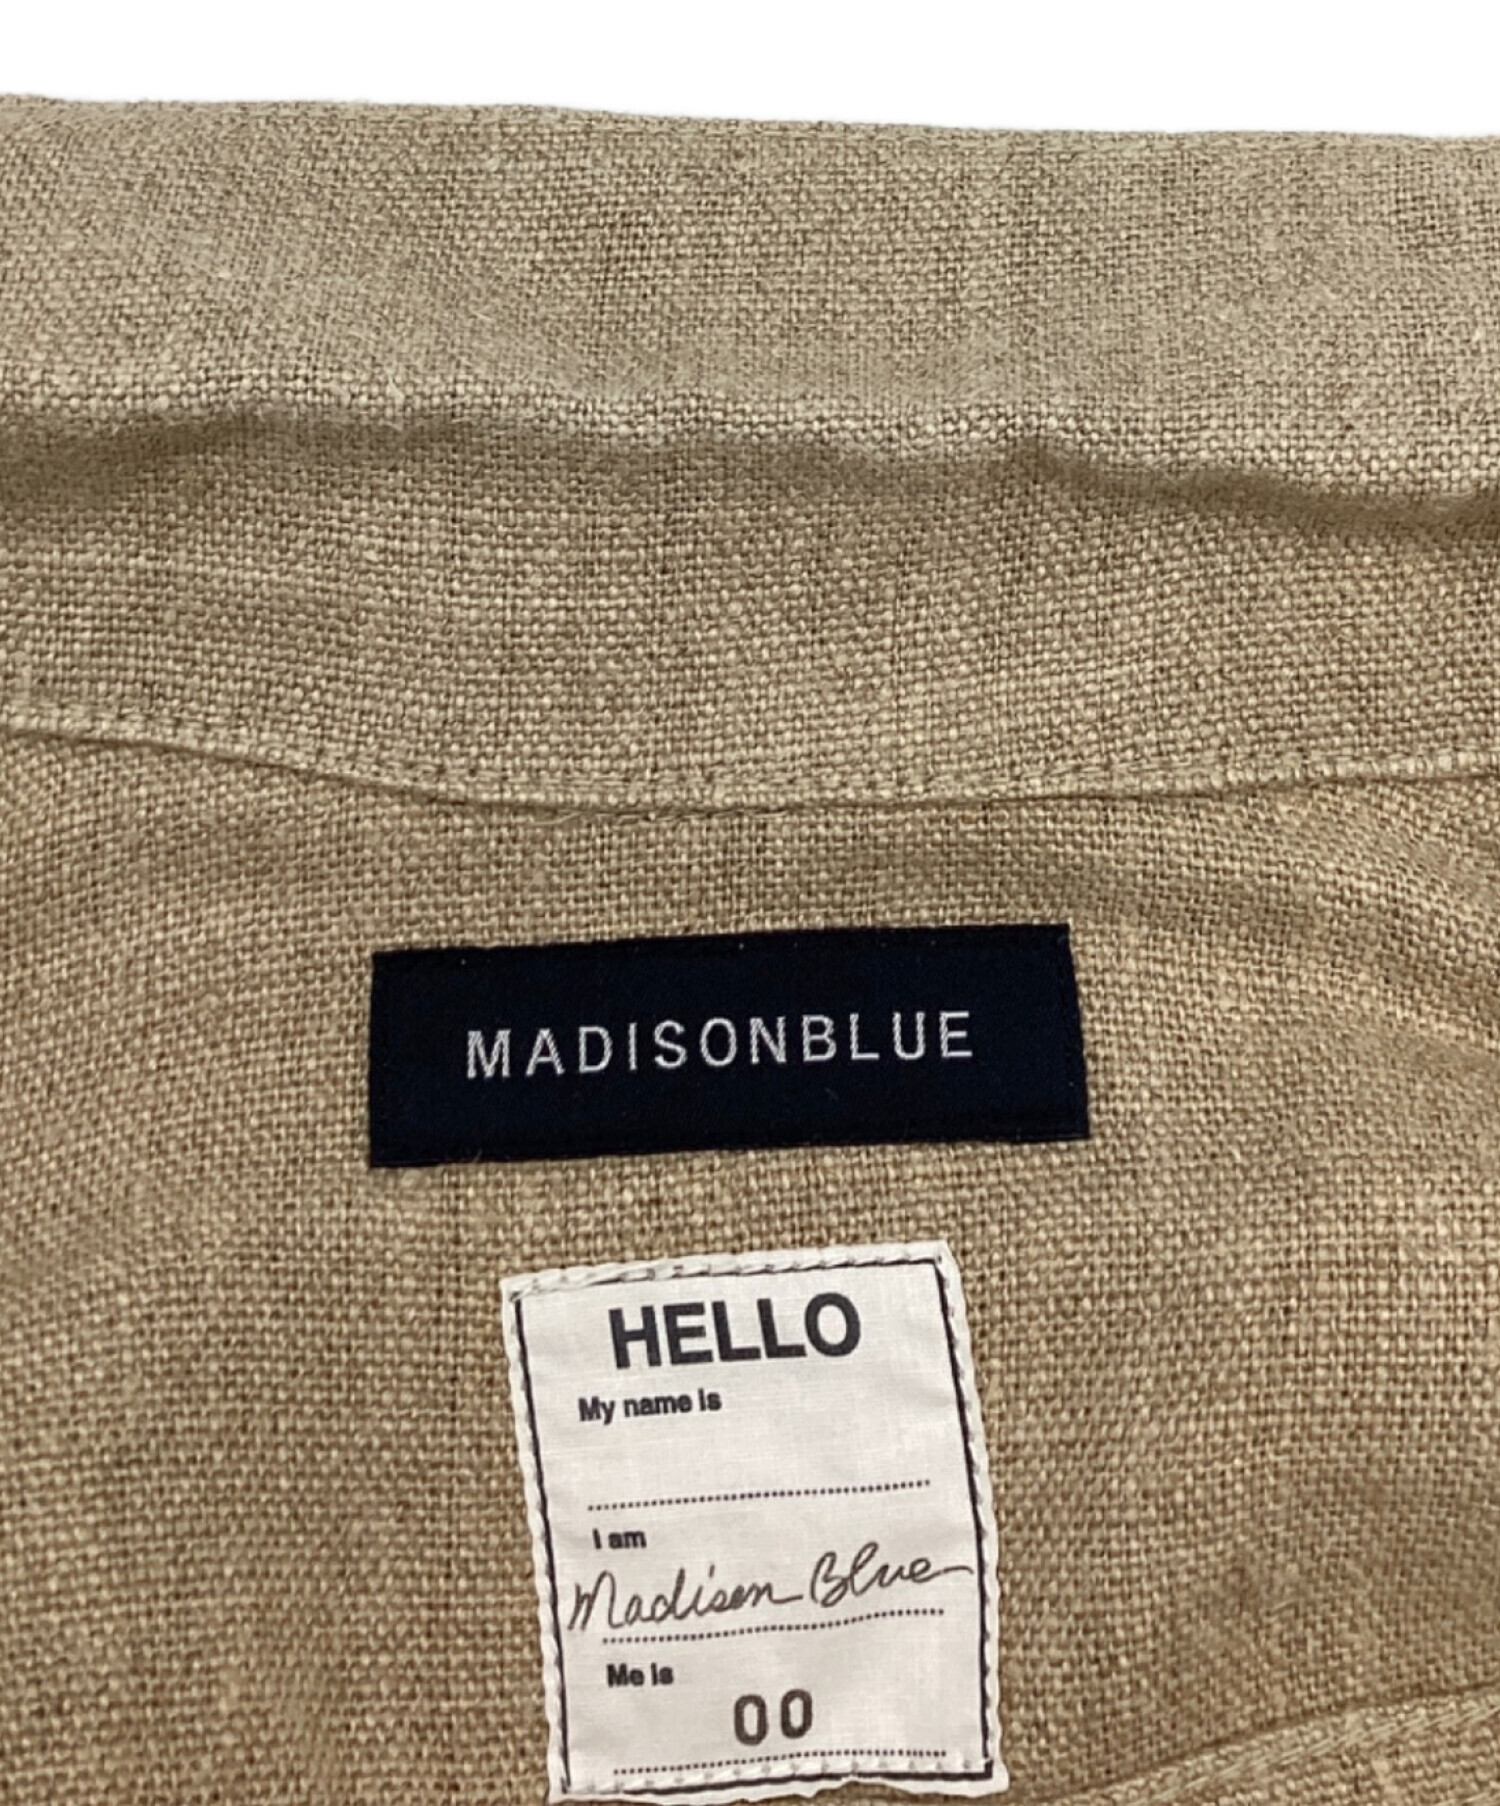 MADISONBLUE
HELLO
My name is
I am
Madison Blue
Me is
00